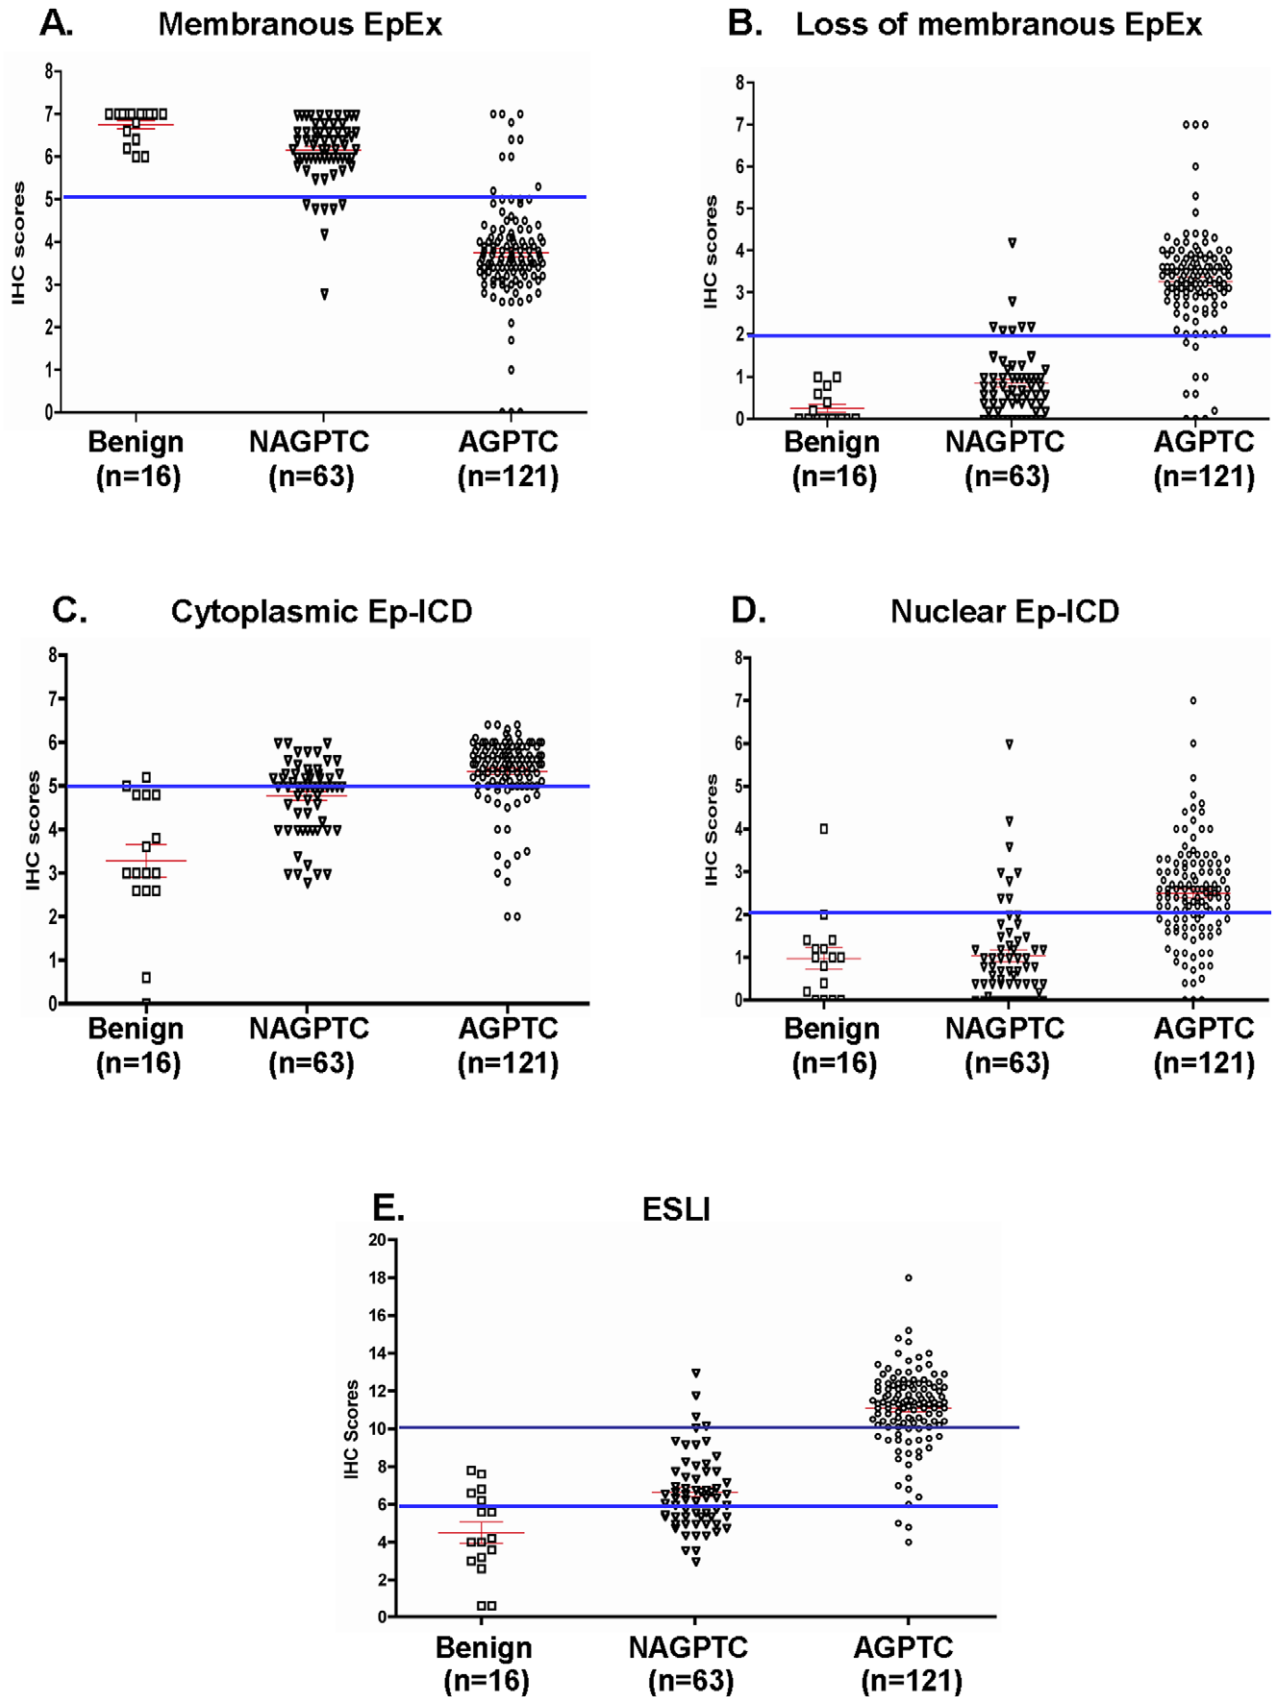 A. Membranous EpEx
B. Loss of membranous EpEx
IHC scores
8
7
6
5
4
3
2
1
0
Benign
(n=16)
NAGPTC
(n=63)
AGPTC
(n=121)
IHC scores
8
7
6
5
4
3
2
1
0
Benign
(n=16)
NAGPTC
(n=63)
AGPTC
(n=121)
C. Cytoplasmic Ep-ICD
D. Nuclear Ep-ICD
IHC scores
8
7
6
5
4
3
2
1
0
Benign
(n=16)
NAGPTC
(n=63)
AGPTC
(n=121)
IHC Scores
8
7
6
5
4
3
2
1
0
Benign
(n=16)
NAGPTC
(n=63)
AGPTC
(n=121)
E. ESLI
IHC Scores
20
18
16
14
12
10
8
6
4
2
0
Benign
(n=16)
NAGPTC
(n=63)
AGPTC
(n=121)